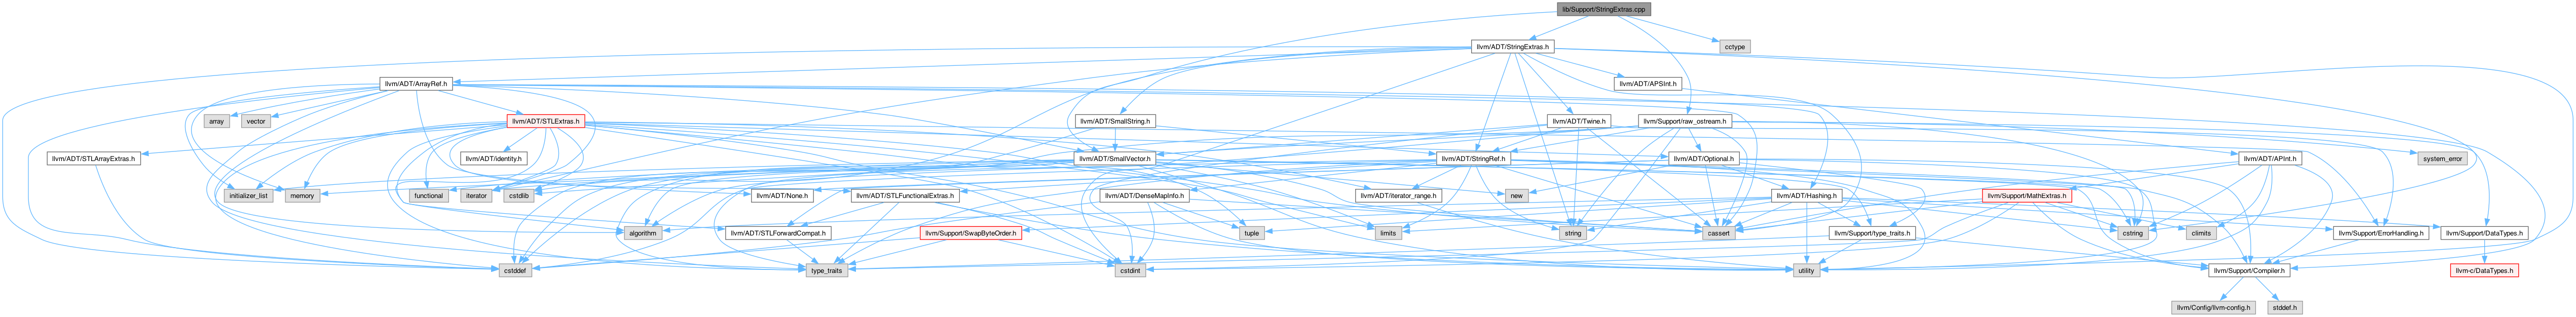 lib/Support/StringExtras.cpp
llvm/ADT/StringExtras.h
cctype
llvm/ADT/ArrayRef.h
llvm/ADT/APSInt.h
array
vector
llvm/ADT/STLExtras.h
llvm/ADT/SmallString.h
llvm/ADT/Twine.h
llvm/Support/raw_ostream.h
llvm/ADT/STLArrayExtras.h
llvm/ADT/identity.h
llvm/ADT/SmallVector.h
llvm/ADT/StringRef.h
llvm/ADT/Optional.h
llvm/ADT/APInt.h
system_error
initializer_list
memory
functional
iterator
cstdlib
llvm/ADT/None.h
llvm/ADT/STLFunctionalExtras.h
llvm/ADT/DenseMapInfo.h
llvm/ADT/iterator_range.h
new
llvm/ADT/Hashing.h
llvm/Support/MathExtras.h
algorithm
llvm/ADT/STLForwardCompat.h
llvm/Support/SwapByteOrder.h
tuple
string
limits
cassert
llvm/Support/type_traits.h
cstring
climits
llvm/Support/ErrorHandling.h
llvm/Support/DataTypes.h
cstddef
type_traits
cstdint
utility
llvm/Support/Compiler.h
llvm-c/DataTypes.h
llvm/Config/llvm-config.h
stddef.h